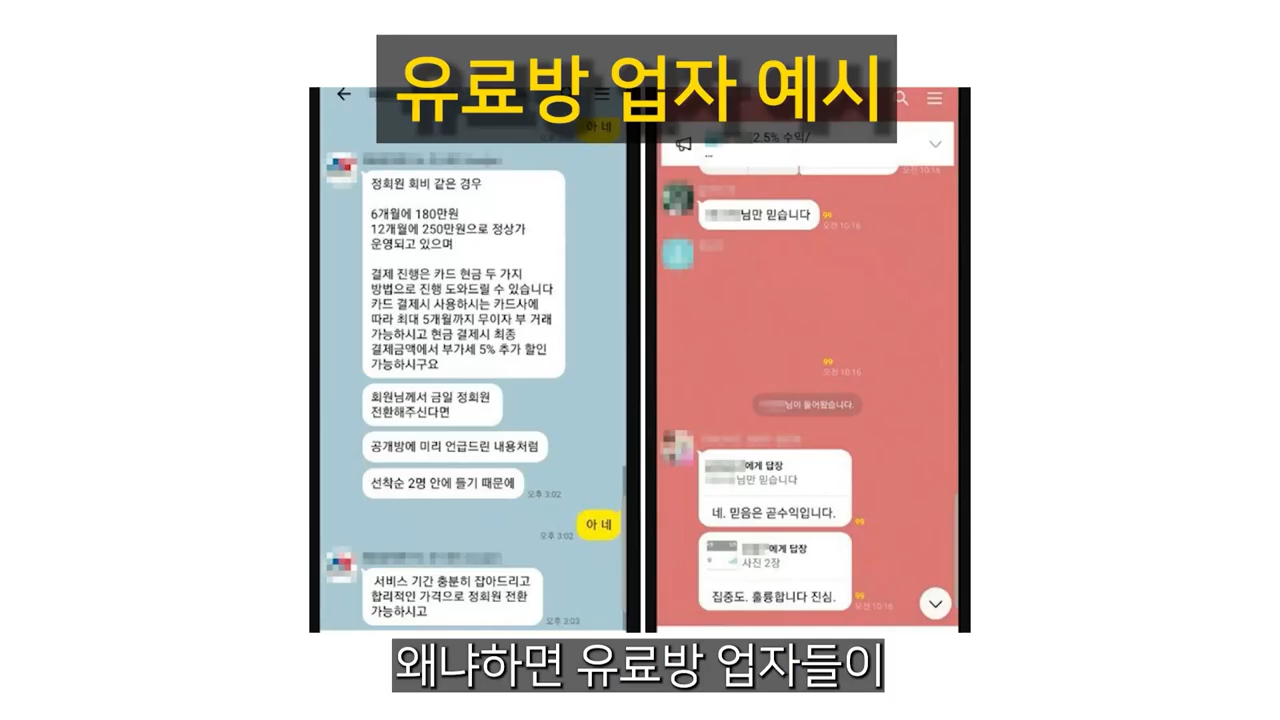 유료방 업자 예시
아 네
정회원 회비 같은 경우
6개월에 180만원
12개월에 250만원으로 정상가
운영되고 있으며
결제 진행은 카드 현금 두 가지
방법으로 진행 도와드릴 수 있습니다
카드 결제시 사용하시는 카드사에
따라 최대 5개월까지 무이자 부 거래
가능하시고 현금 결제시 최종
결제금액에서 부가세 5% 추가 할인
가능하시구요
회원님께서 금일 정회원
전환해주신다면
공개방에 미리 언급드린 내용처럼
선착순 2명 안에 들기 때문에
오후 3:02
아 네
오후 3:02
서비스 기간 충분히 잡아드리고
합리적인 가격으로 정회원 전환
가능하시고
오후 3:03
2.5% 수익/
...
오전 10:16
님만 믿습니다
99
오전 10:16
99
오전 10:16
님이 들어왔습니다.
에게 답장
님만 믿습니다
네. 믿음은 곧수익입니다.
99
에게 답장
사진 2장
집중도. 훌륭합니다 진심.
99
오전 10:16
왜냐하면 유료방 업자들이